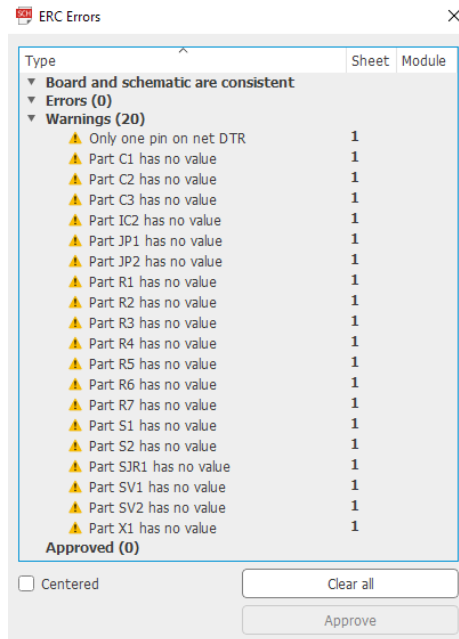 SCH ERC Errors
Type Sheet Module
Board and schematic are consistent
Errors (0)
Warnings (20)
Only one pin on net DTR 1
Part C1 has no value 1
Part C2 has no value 1
Part C3 has no value 1
Part IC2 has no value 1
Part JP1 has no value 1
Part JP2 has no value 1
Part R1 has no value 1
Part R2 has no value 1
Part R3 has no value 1
Part R4 has no value 1
Part R5 has no value 1
Part R6 has no value 1
Part R7 has no value 1
Part S1 has no value 1
Part S2 has no value 1
Part SJR1 has no value 1
Part SV1 has no value 1
Part SV2 has no value 1
Part X1 has no value 1
Approved (0)
Centered Clear all
Approve